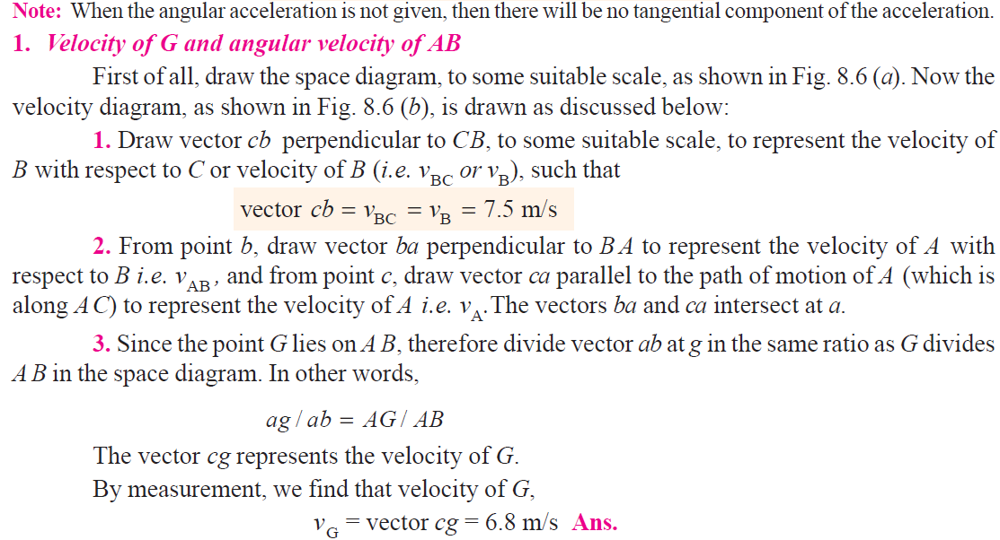 Note: When the angular acceleration is not given, then there will be no tangential component of the acceleration.
1. Velocity of G and angular velocity of AB
First of all, draw the space diagram, to some suitable scale, as shown in Fig. 8.6 (a). Now the
velocity diagram, as shown in Fig. 8.6 (b), is drawn as discussed below:
1. Draw vector cb perpendicular to CB, to some suitable scale, to represent the velocity of
B with respect to C or velocity of B (i.e. v_BC or v_B), such that
vector cb = v_BC = v_B = 7.5 m/s
2. From point b, draw vector ba perpendicular to BA to represent the velocity of A with
respect to B i.e. v_AB, and from point c, draw vector ca parallel to the path of motion of A (which is
along AC) to represent the velocity of A i.e. v_A. The vectors ba and ca intersect at a.
3. Since the point G lies on AB, therefore divide vector ab at g in the same ratio as G divides
AB in the space diagram. In other words,
ag / ab = AG / AB
The vector cg represents the velocity of G.
By measurement, we find that velocity of G,
v_G = vector cg = 6.8 m/s Ans.